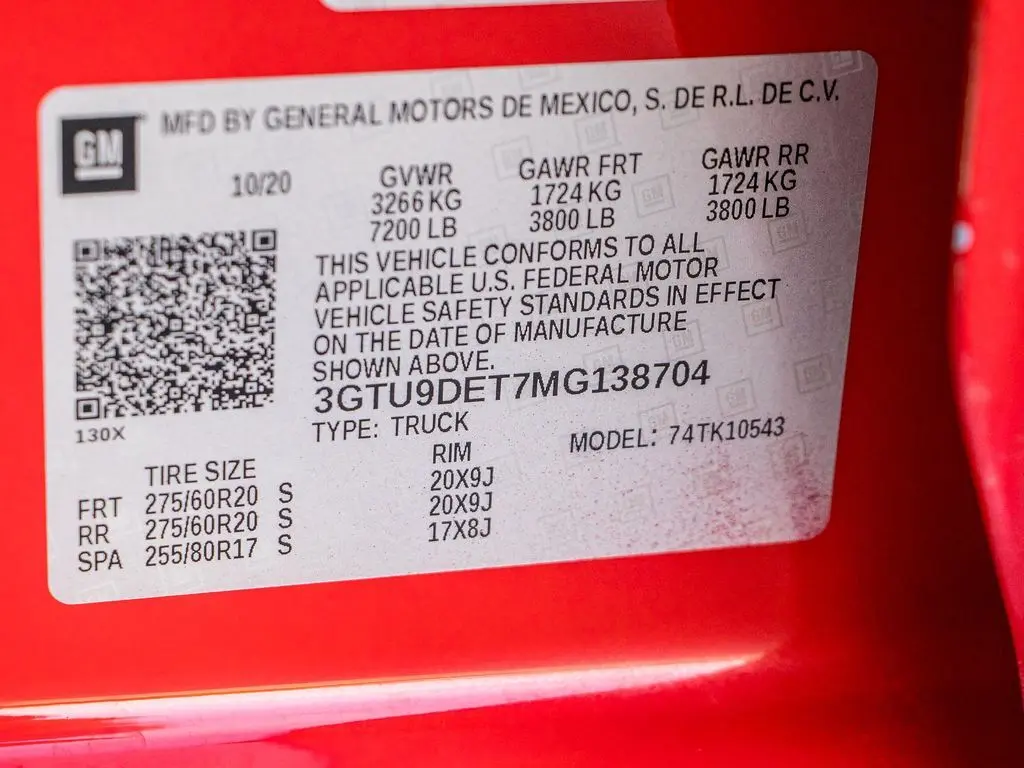 GM
MFD BY GENERAL MOTORS DE MEXICO, S. DE R.L. DE C.V.
10/20
GVWR
3266 KG
7200 LB
GAWR FRT
1724 KG
3800 LB
GAWR RR
1724 KG
3800 LB
THIS VEHICLE CONFORMS TO ALL
APPLICABLE U.S. FEDERAL MOTOR
VEHICLE SAFETY STANDARDS IN EFFECT
ON THE DATE OF MANUFACTURE
SHOWN ABOVE.
3GTU9DET7MG138704
130X
TYPE: TRUCK
MODEL: 74TK10543
TIRE SIZE RIM
FRT 275/60R20 S 20X9J
RR 275/60R20 S 20X9J
SPA 255/80R17 S 17X8J